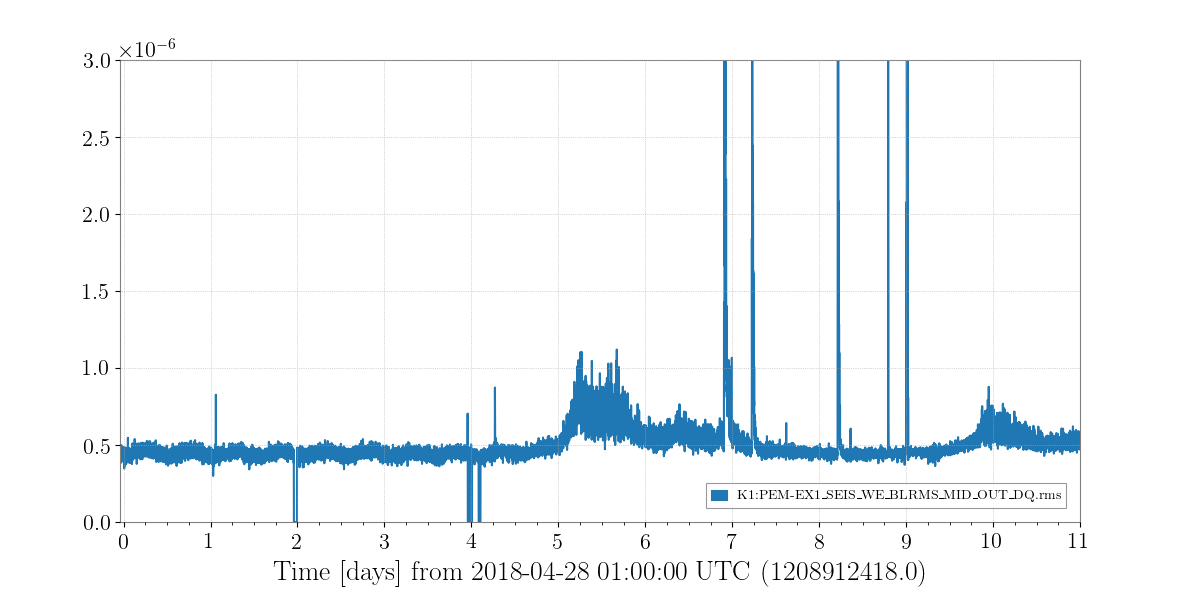 ×10⁻⁶
3.0
2.5
2.0
1.5
1.0
0.5
0.0
K1:PEM-EX1_SEIS_WE_BLRMS_MID_OUT_DQ.rms
0 1 2 3 4 5 6 7 8 9 10 11
Time [days] from 2018-04-28 01:00:00 UTC (1208912418.0)